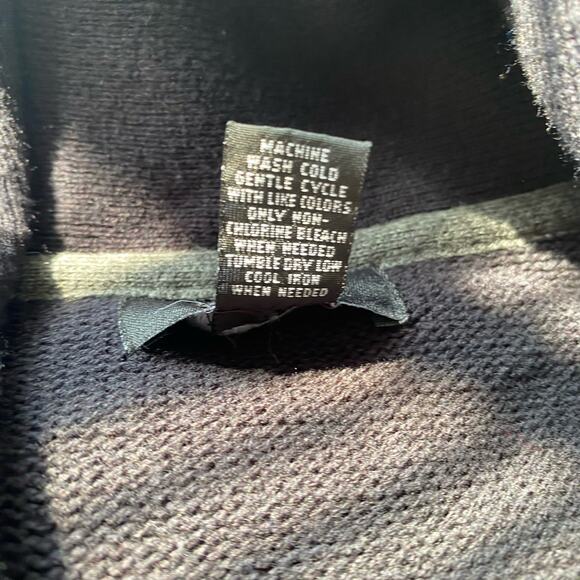 MACHINE
WASH COLD
GENTLE CYCLE
WITH LIKE COLORS
ONLY NON-
CHLORINE BLEACH
WHEN NEEDED
TUMBLE DRY LOW
COOL IRON
WHEN NEEDED